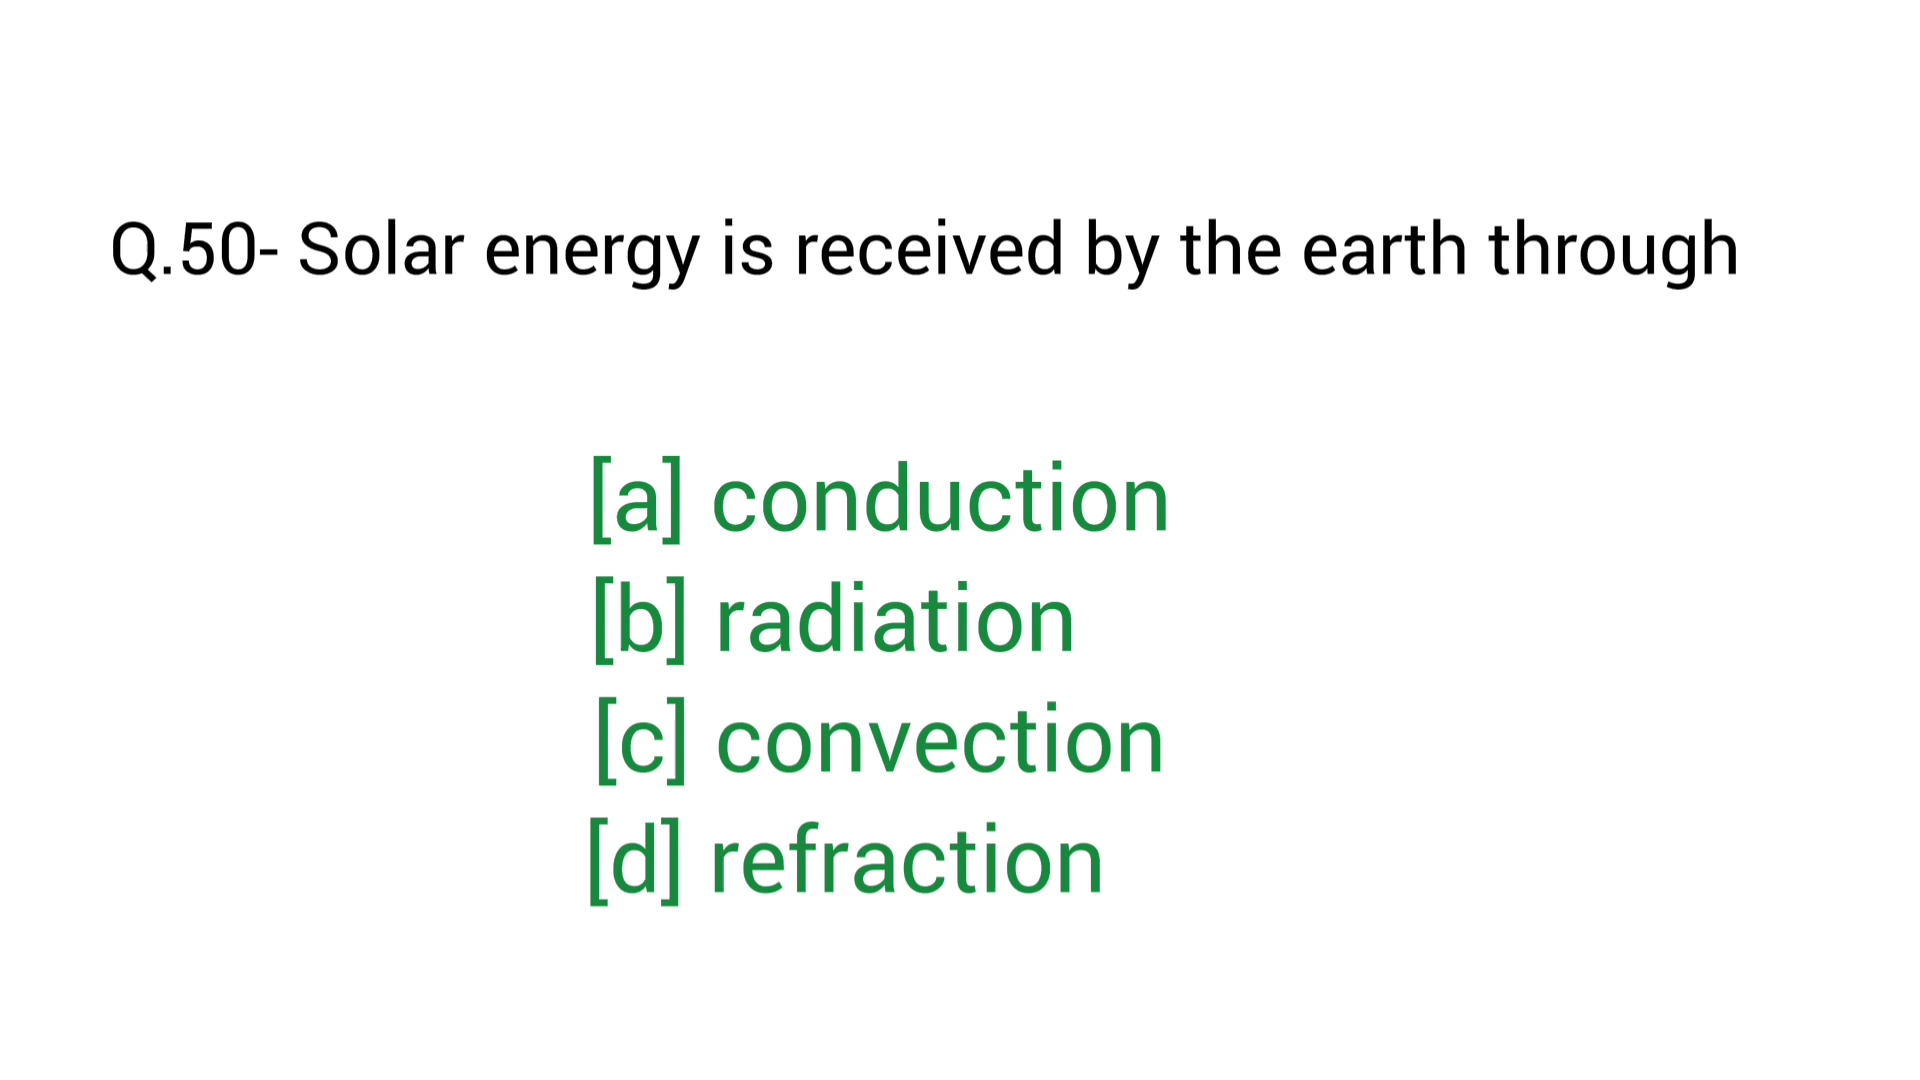 Q.50- Solar energy is received by the earth through
[a] conduction
[b] radiation
[c] convection
[d] refraction